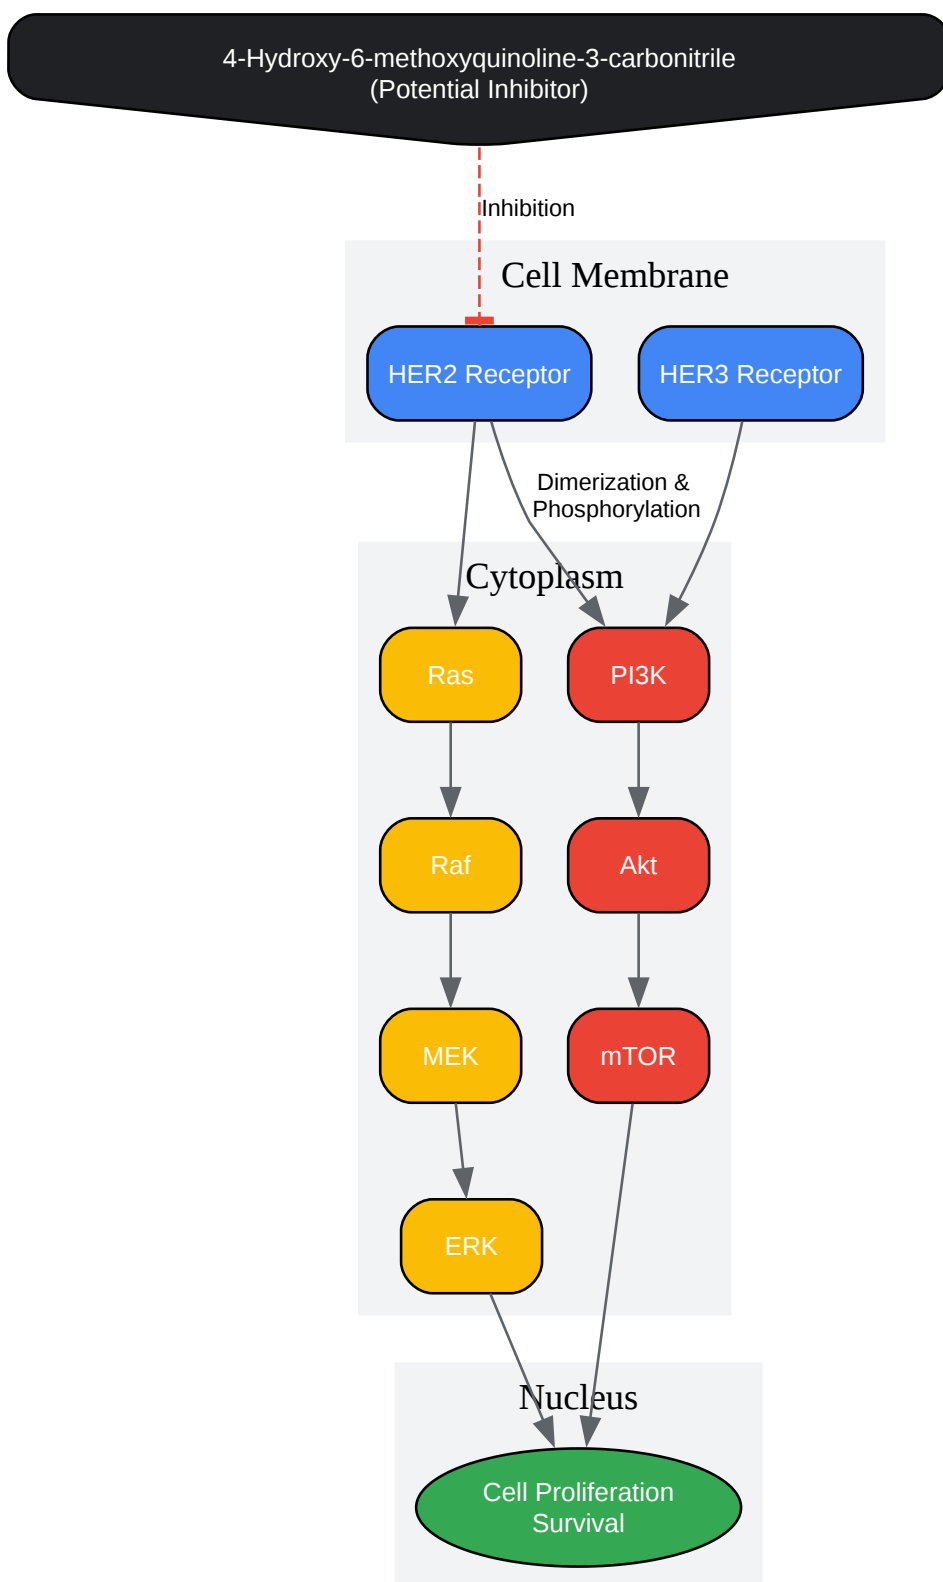 4-Hydroxy-6-methoxyquinoline-3-carbonitrile
(Potential Inhibitor)
Inhibition
Cell Membrane
HER2 Receptor
HER3 Receptor
Dimerization &
Phosphorylation
Cytoplasm
Ras
PI3K
Raf
Akt
MEK
mTOR
ERK
Nucleus
Cell Proliferation
Survival